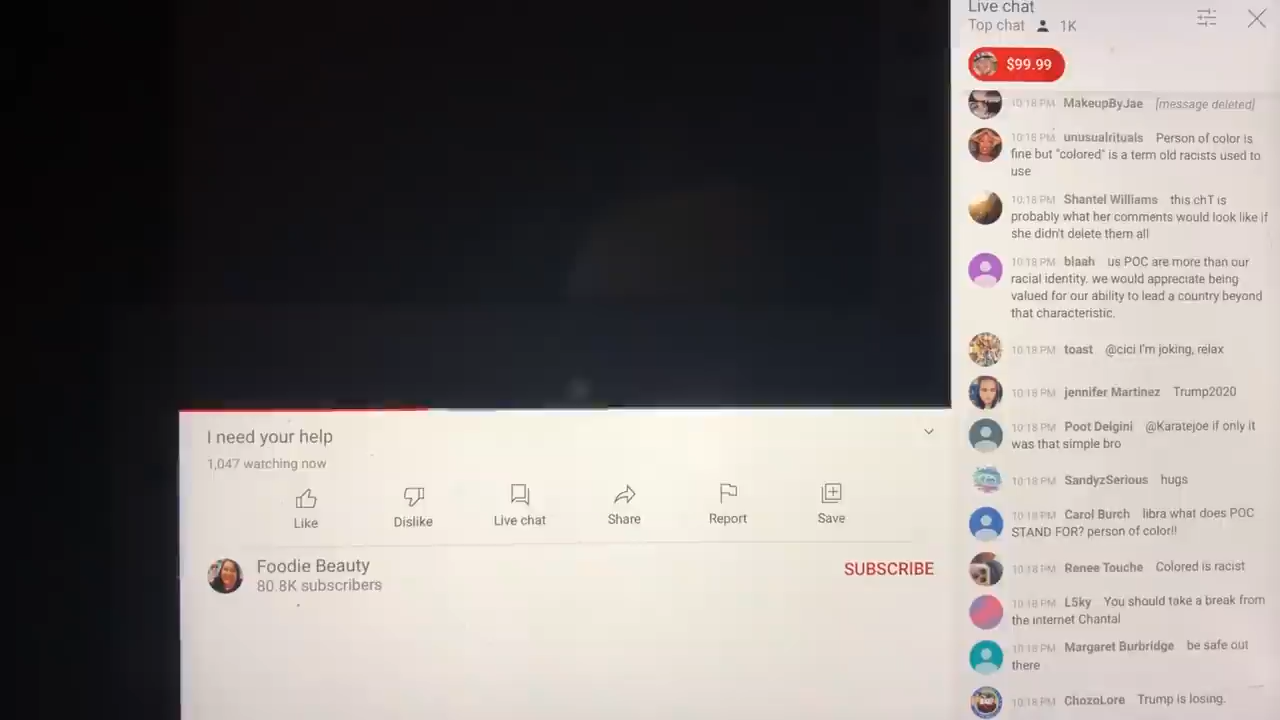 Live chat
Top chat 1K
$99.99
10:18 PM MakeupByJae [message deleted]
10:18 PM unusualrituals Person of color is
fine but "colored" is a term old racists used to
use
10:18 PM Shantel Williams this chT is
probably what her comments would look like if
she didn't delete them all
10:18 PM blaah us POC are more than our
racial identity. we would appreciate being
valued for our ability to lead a country beyond
that characteristic.
10:18 PM toast @cici I'm joking, relax
10:18 PM jennifer Martinez Trump2020
10:18 PM Poot Delgini @Karatejoe if only it
was that simple bro
10:18 PM SandyzSerious hugs
10:18 PM Carol Burch libra what does POC
STAND FOR? person of color!!
10:18 PM Renee Touche Colored is racist
10:18 PM L5ky You should take a break from
the internet Chantal
10:18 PM Margaret Burbridge be safe out
there
10:18 PM ChozoLore Trump is losing.
I need your help
1,047 watching now
Like
Dislike
Live chat
Share
Report
Save
Foodie Beauty
80.8K subscribers
SUBSCRIBE